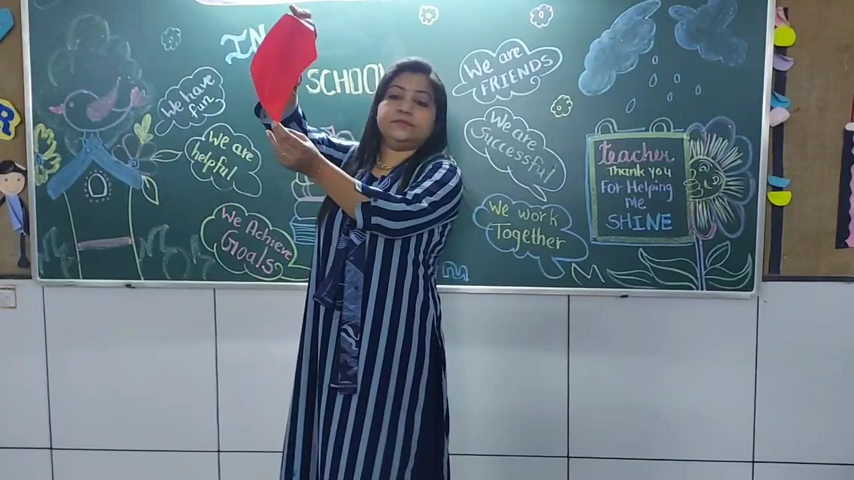 IN
SCHOOL
We have
fun
We are
helpful
We Achieve
Goals
We are
FRIENDS
We are
Successful
We work
Together
Teacher
Thank you
For Helping
Me
SHINE